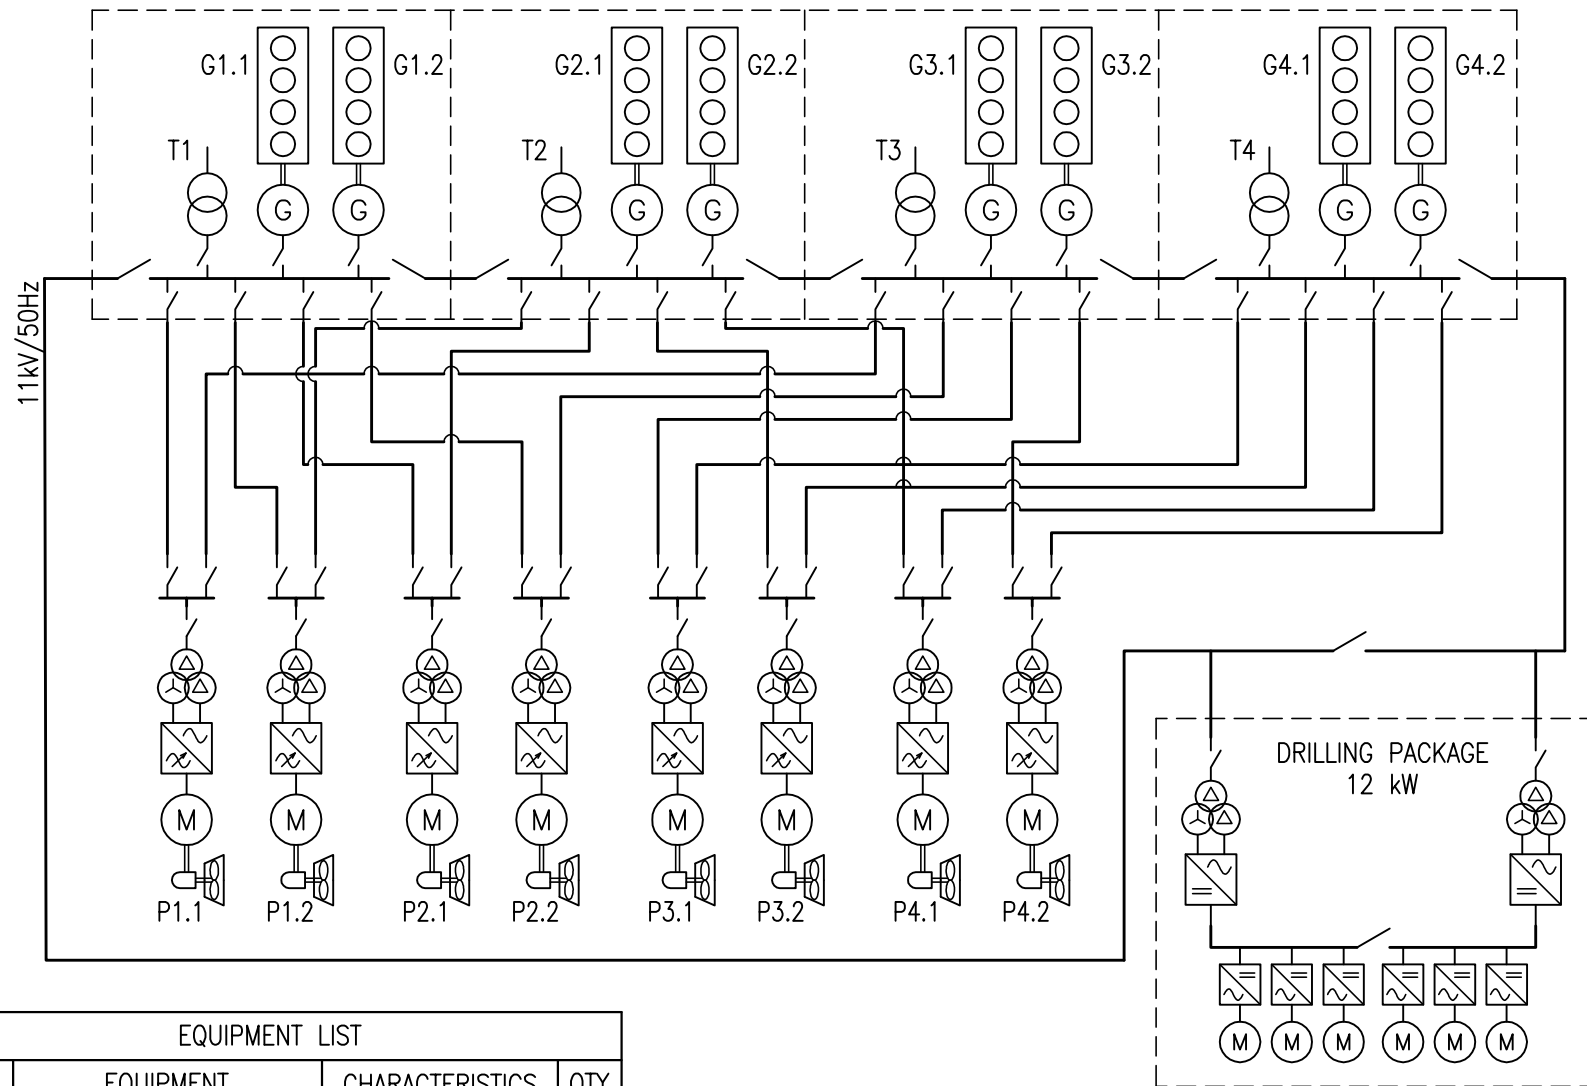 G1.1
G1.2
G2.1
G2.2
G3.1
G3.2
G4.1
G4.2
T1
T2
T3
T4
G
G
G
G
G
G
G
G
11kV/50Hz
DRILLING PACKAGE
12 kW
M
M
M
M
M
M
M
M
P1.1
P1.2
P2.1
P2.2
P3.1
P3.2
P4.1
P4.2
M
M
M
M
M
M
EQUIPMENT LIST
EQUIPMENT
CHARACTERISTICS
QTY